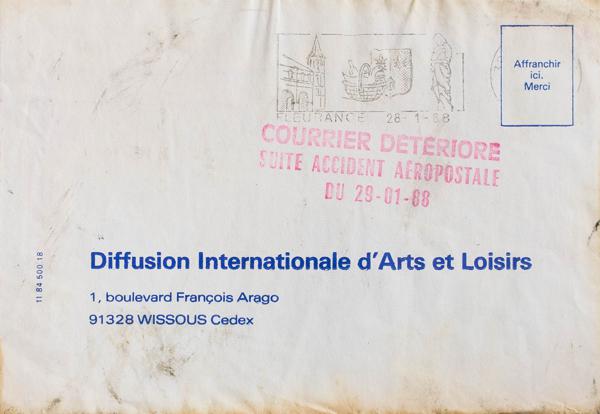 FLEURANCE 28-1-88
Affranchir
ici.
Merci
COURRIER DETERIORE
SUITE ACCIDENT AEROPOSTALE
DU 29-01-88
Diffusion Internationale d'Arts et Loisirs
1, boulevard François Arago
91328 WISSOUS Cedex
11 84 500 18